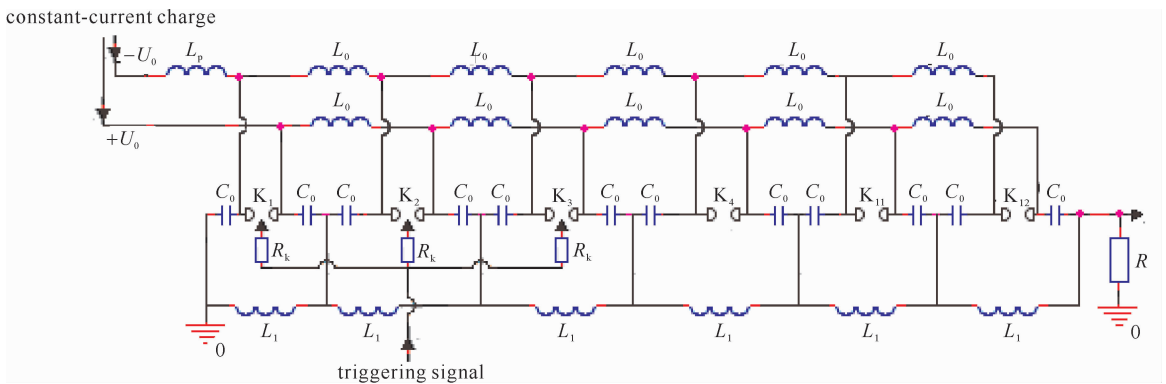 constant-current charge
−U₀ Lₚ L₀ L₀ L₀ L₀ L₀
+U₀ L₀ L₀ L₀ L₀ L₀
C₀ K₁ C₀ C₀ K₂ C₀ C₀ K₃ C₀ C₀ K₄ C₀ C₀ K₁₁ C₀ C₀ K₁₂ C₀
Rₖ Rₖ Rₖ R
L₁ L₁ L₁ L₁ L₁ L₁
0 0
triggering signal